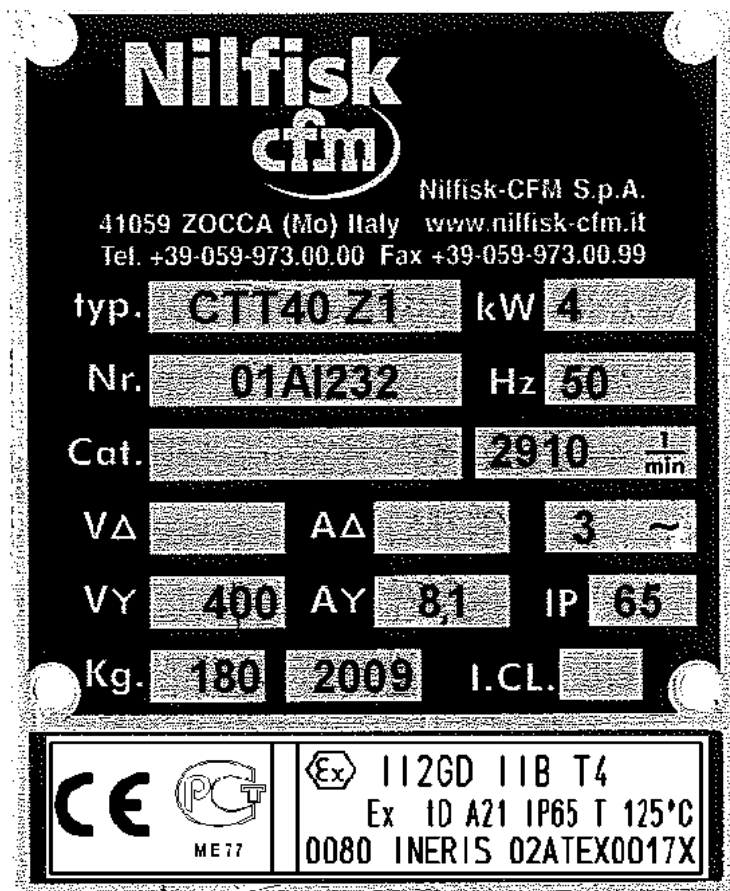 Nilfisk
cfm
Nilfisk-CFM S.p.A.
41059 ZOCCA (Mo) Italy www.nilfisk-cfm.it
Tel. +39-059-973.00.00 Fax +39-059-973.00.99
typ. CTT40 Z1 kW 4
Nr. 01AI232 Hz 50
Cat. 2910 1/min
VΔ AΔ 3 ~
VY 400 AY 8,1 IP 65
Kg. 180 2009 I.CL.
CE PCT Ex II2GD IIB T4
Ex tD A21 IP65 T 125°C
ME77 0080 INERIS 02ATEX0017X